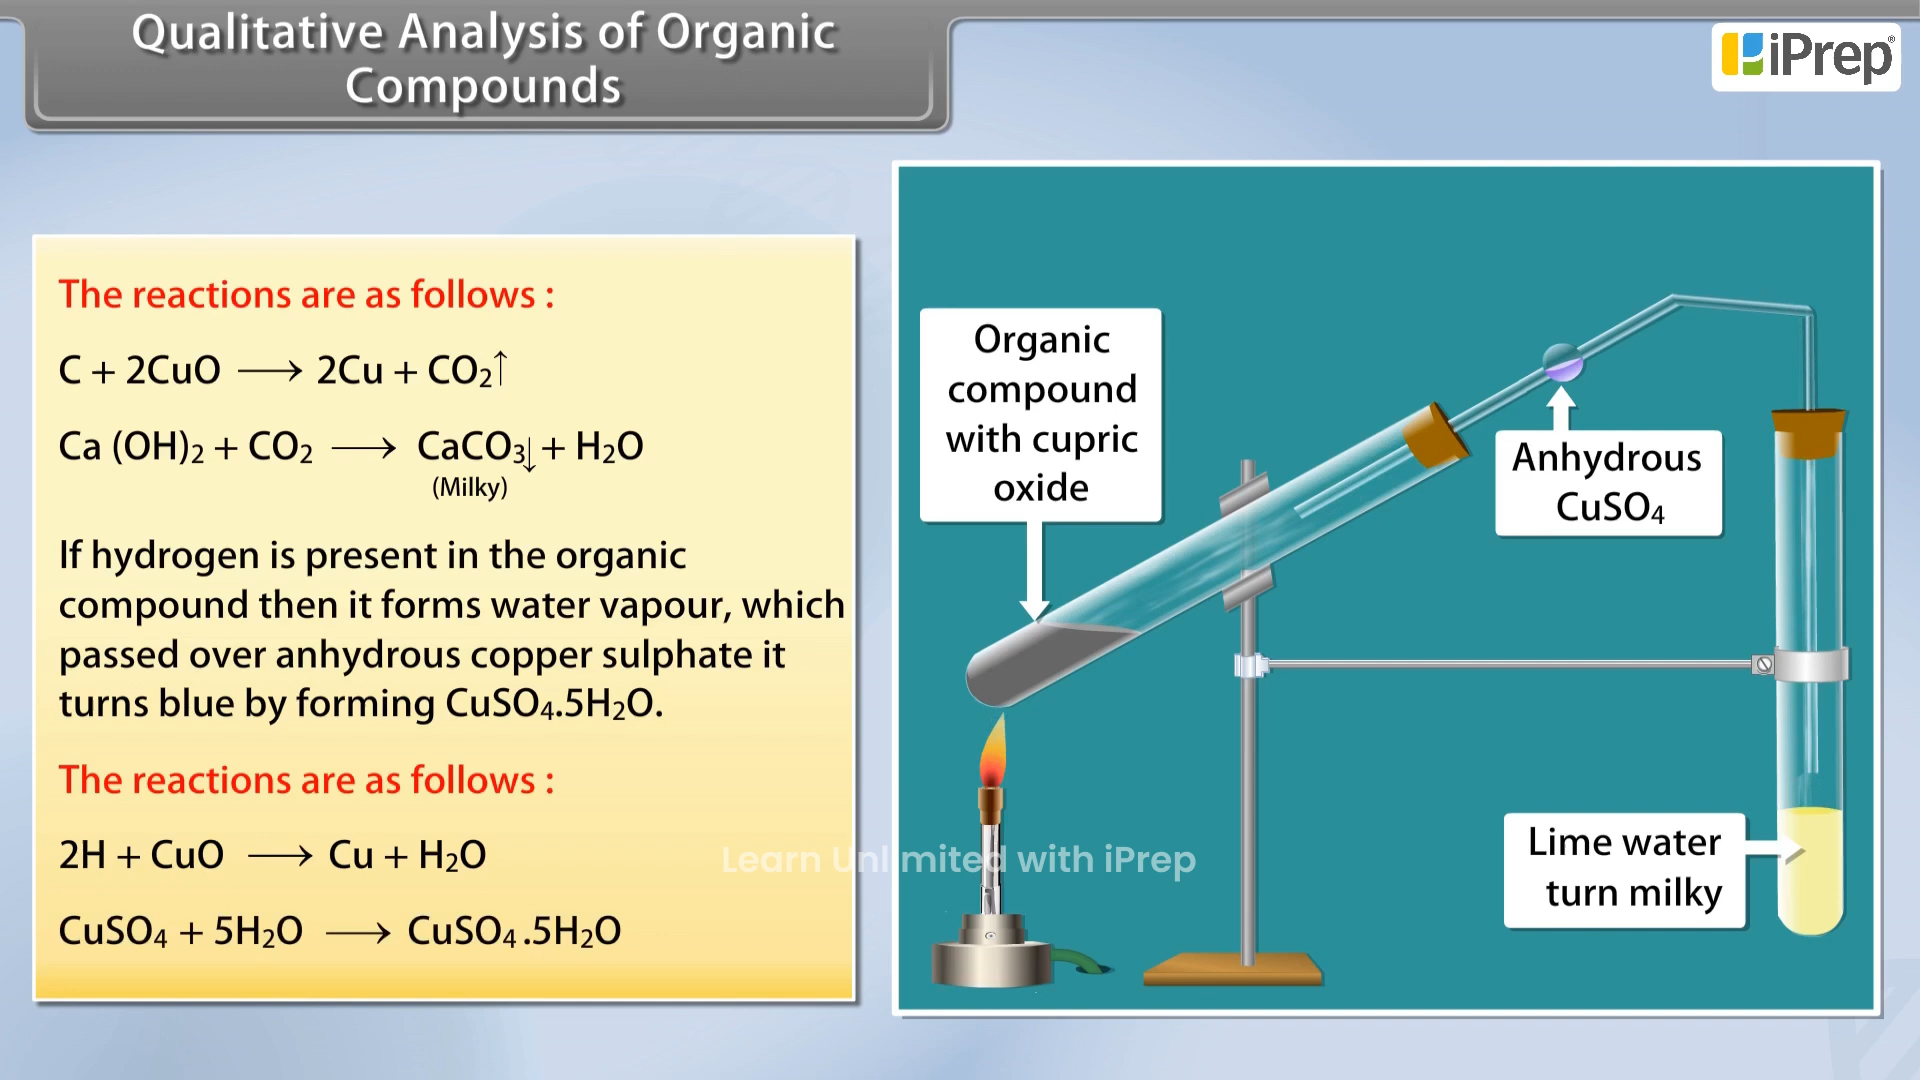 Qualitative Analysis of Organic
Compounds
iPrep®
The reactions are as follows :
C + 2CuO ⟶ 2Cu + CO₂↑
Ca (OH)₂ + CO₂ ⟶ CaCO₃↓ + H₂O
(Milky)
If hydrogen is present in the organic
compound then it forms water vapour, which
passed over anhydrous copper sulphate it
turns blue by forming CuSO₄.5H₂O.
The reactions are as follows :
2H + CuO ⟶ Cu + H₂O
CuSO₄ + 5H₂O ⟶ CuSO₄.5H₂O
Organic
compound
with cupric
oxide
Anhydrous
CuSO₄
Lime water
turn milky
Learn Unlimited with iPrep